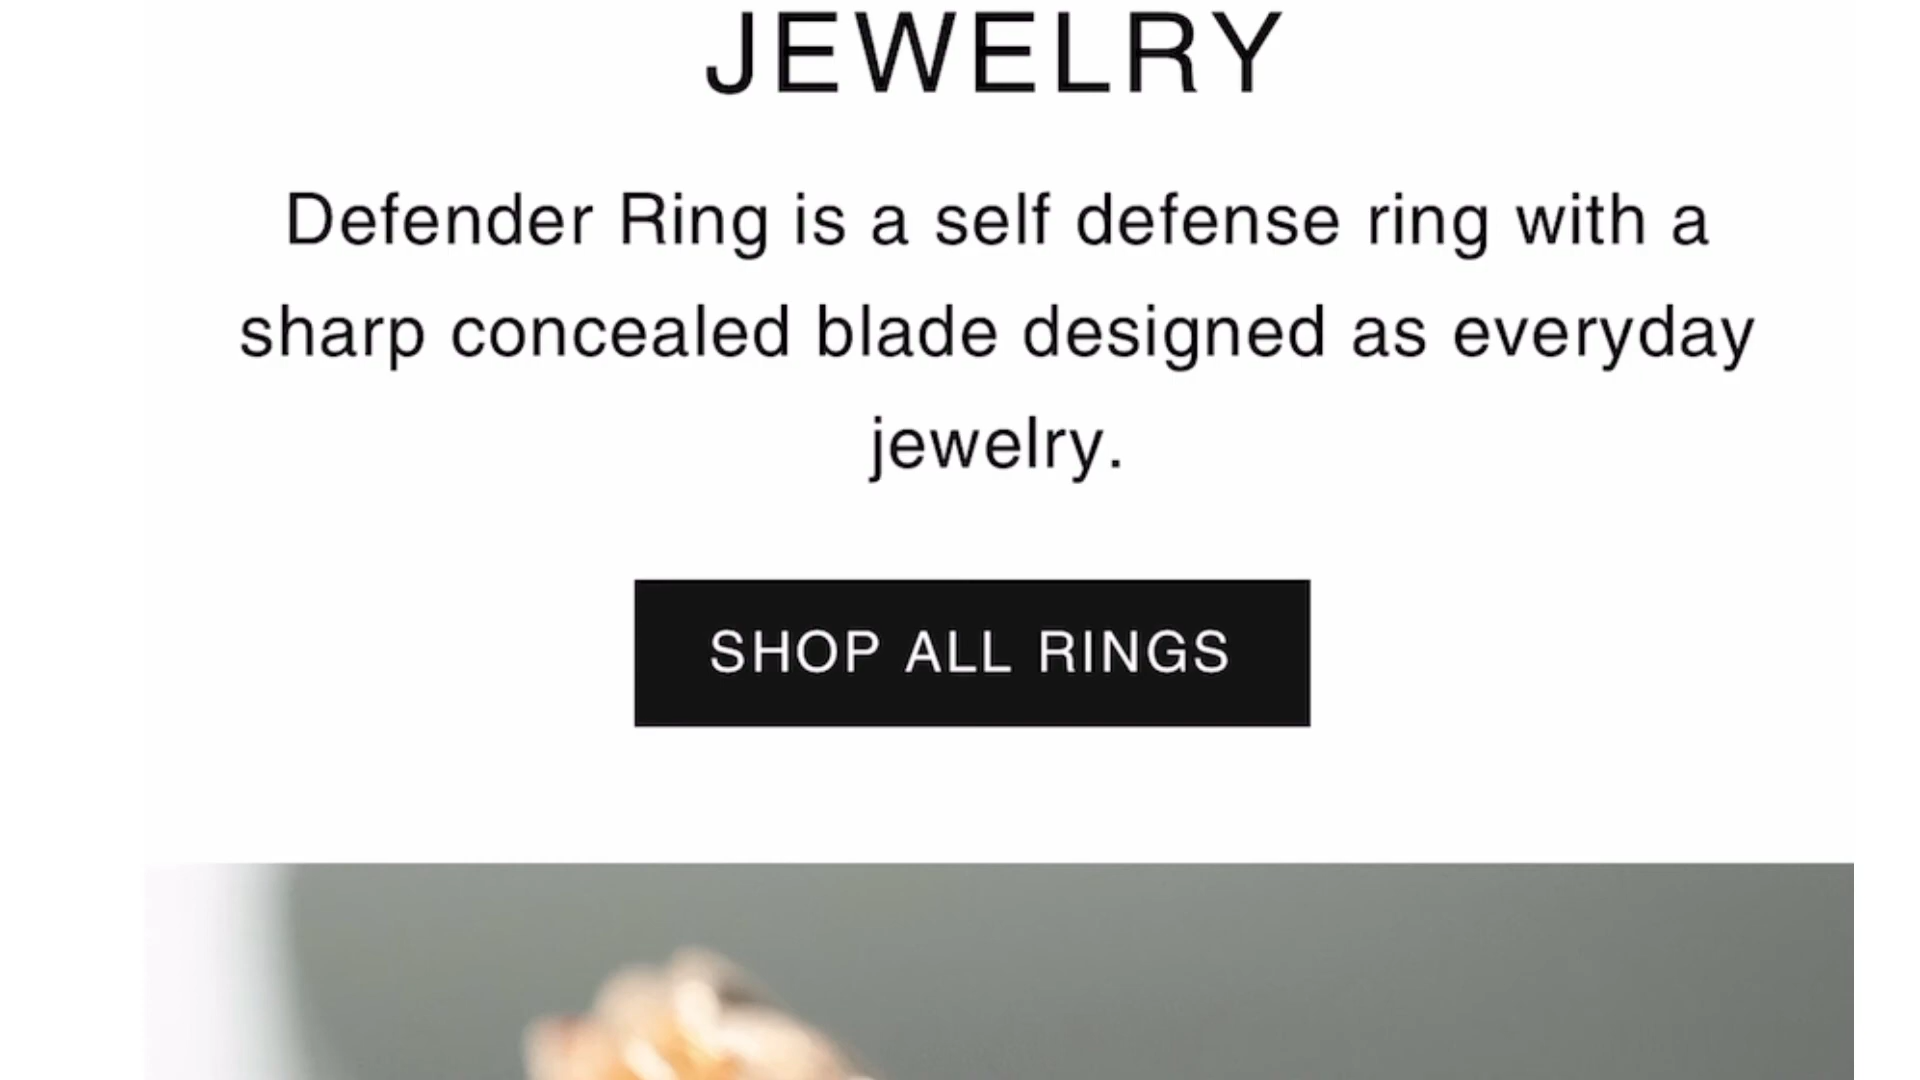 JEWELRY
Defender Ring is a self defense ring with a
sharp concealed blade designed as everyday
jewelry.
SHOP ALL RINGS